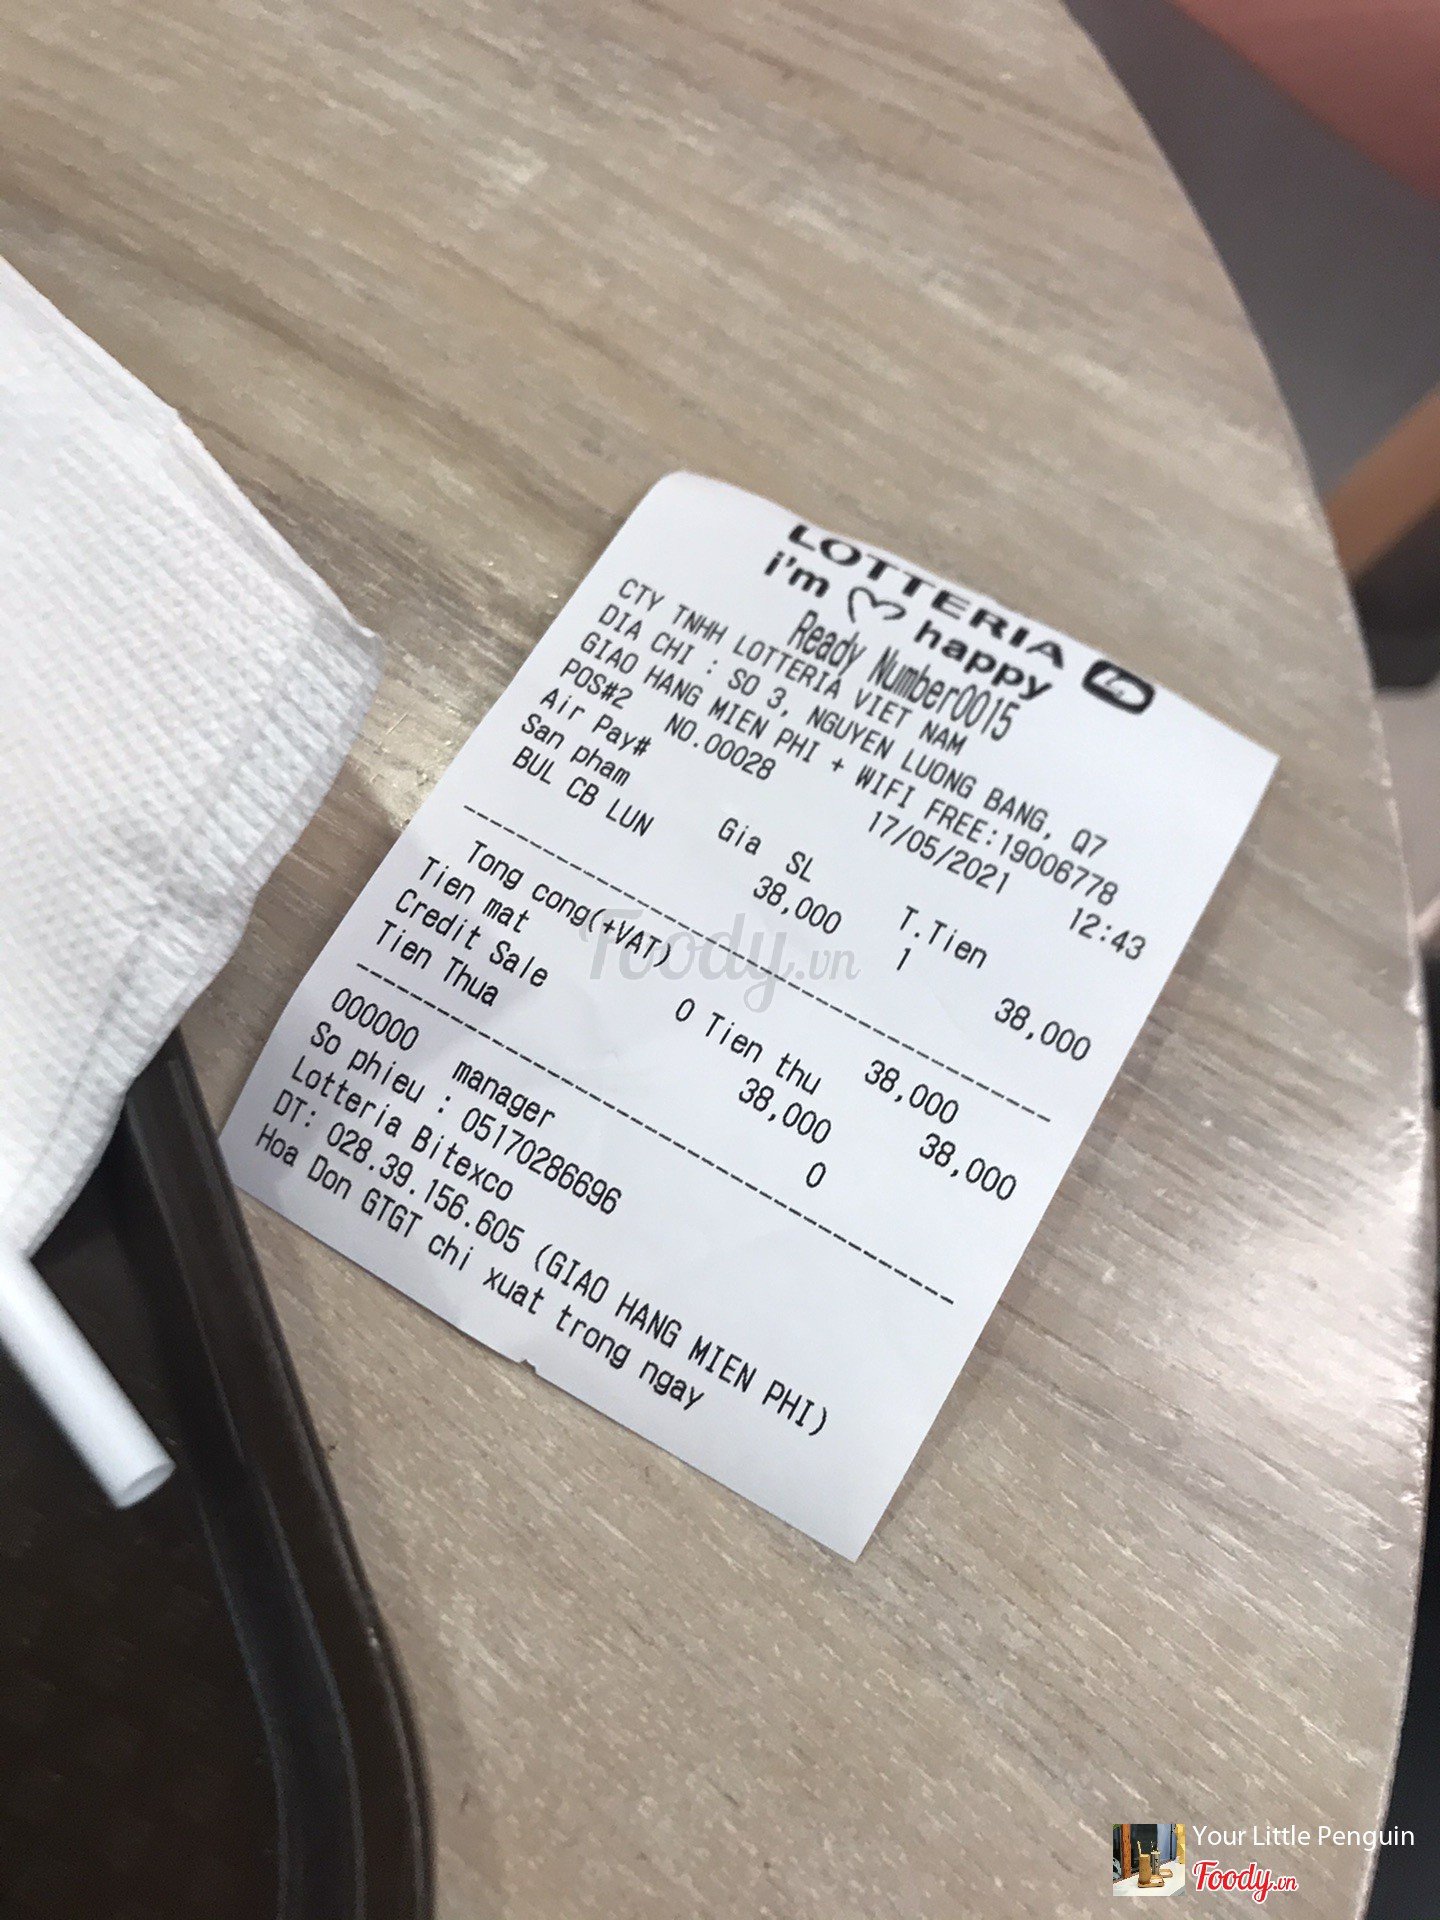 LOTTERIA
i'm happy
Ready Number0015
CTY TNHH LOTTERIA VIET NAM
DIA CHI : SO 3, NGUYEN LUONG BANG, Q7
GIAO HANG MIEN PHI + WIFI FREE:19006778
POS#2 NO.00028 17/05/2021 12:43
Air Pay#
San pham Gia SL T.Tien
BUL CB LUN 38,000 1 38,000
Tong cong(+VAT) 38,000
Tien mat 0 Tien thu 38,000
Credit Sale 38,000
Tien Thua 0
000000 manager
So phieu : 05170286696
Lotteria Bitexco
DT: 028.39.156.605 (GIAO HANG MIEN PHI)
Hoa Don GTGT chi xuat trong ngay
Foody.vn
Your Little Penguin
Foody.vn